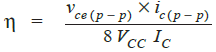 η = v_ce (p − p) × i_c (p − p) / 8 V_CC I_C